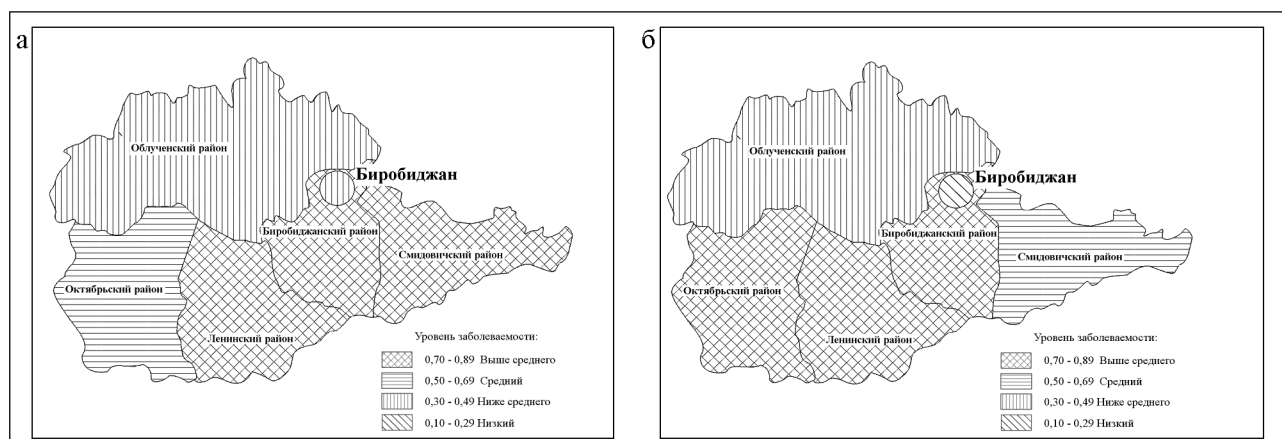 а
Облученский район
Биробиджан
Биробиджанский район
Смидовичский район
Октябрьский район
Ленинский район
Уровень заболеваемости:
0,70 - 0,89 Выше среднего
0,50 - 0,69 Средний
0,30 - 0,49 Ниже среднего
0,10 - 0,29 Низкий
б
Облученский район
Биробиджан
Биробиджанский район
Смидовичский район
Октябрьский район
Ленинский район
Уровень заболеваемости:
0,70 - 0,89 Выше среднего
0,50 - 0,69 Средний
0,30 - 0,49 Ниже среднего
0,10 - 0,29 Низкий